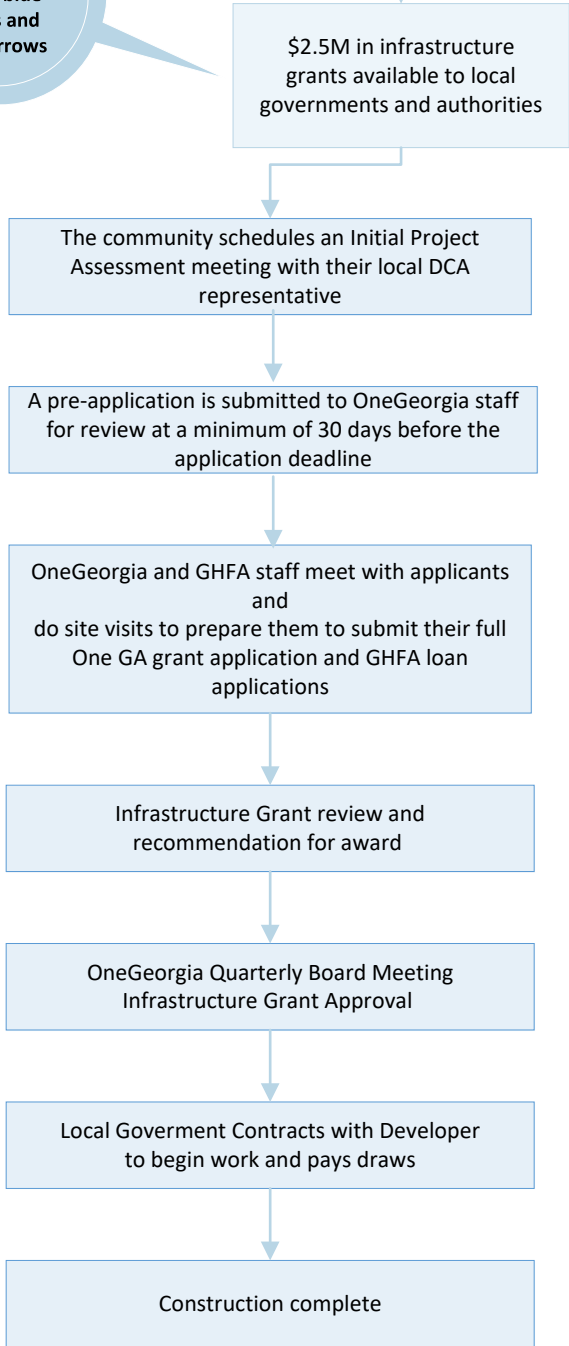 and
$2.5M in infrastructure
grants available to local
governments and authorities
The community schedules an Initial Project
Assessment meeting with their local DCA
representative
A pre-application is submitted to OneGeorgia staff
for review at a minimum of 30 days before the
application deadline
OneGeorgia and GHFA staff meet with applicants
and
do site visits to prepare them to submit their full
One GA grant application and GHFA loan
applications
Infrastructure Grant review and
recommendation for award
OneGeorgia Quarterly Board Meeting
Infrastructure Grant Approval
Local Goverment Contracts with Developer
to begin work and pays draws
Construction complete